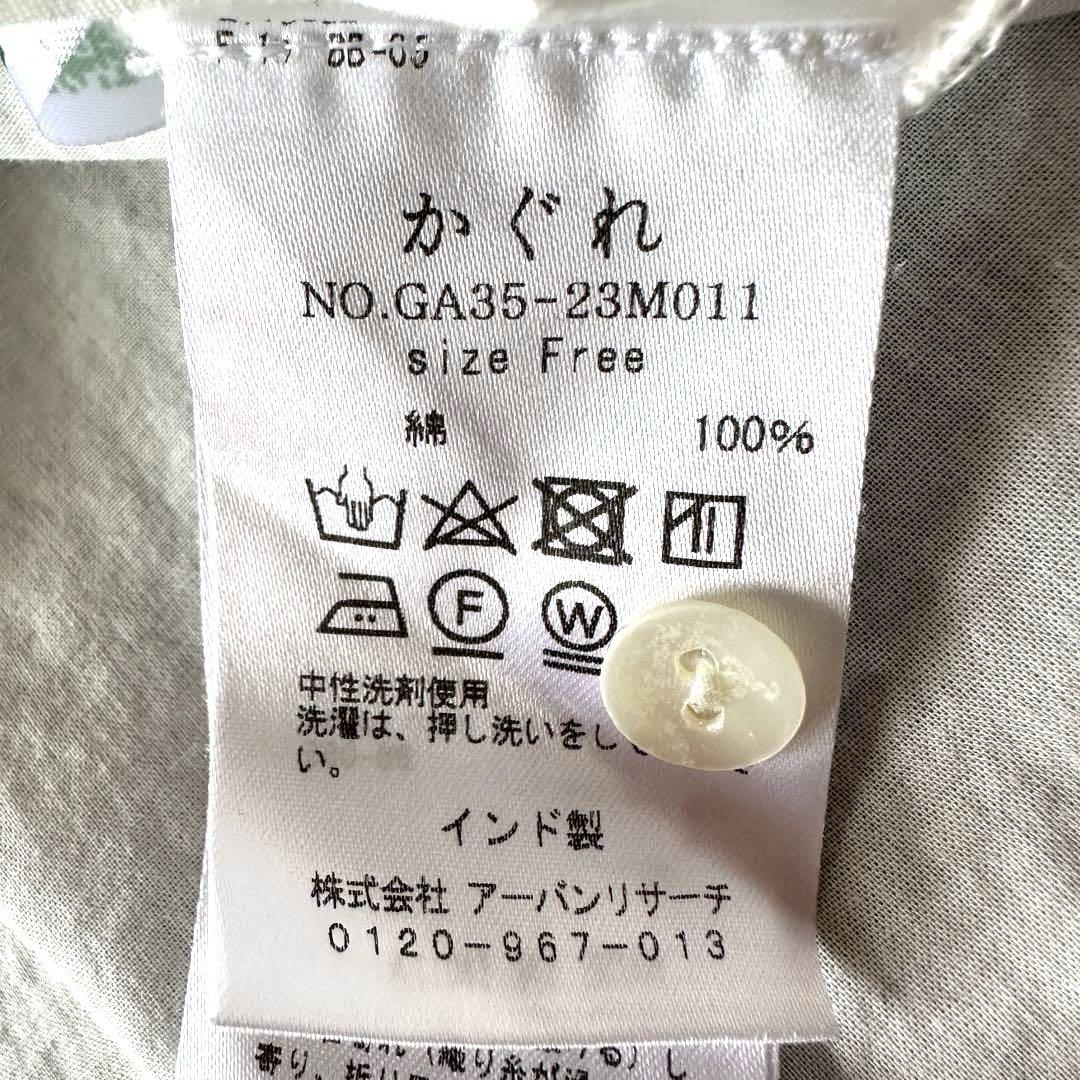 かぐれ
NO.GA35-23M011
size Free
綿 100%
F W
中性洗剤使用
洗濯は、押し洗いをし
い。
インド製
株式会社 アーバンリサーチ
0120-967-013